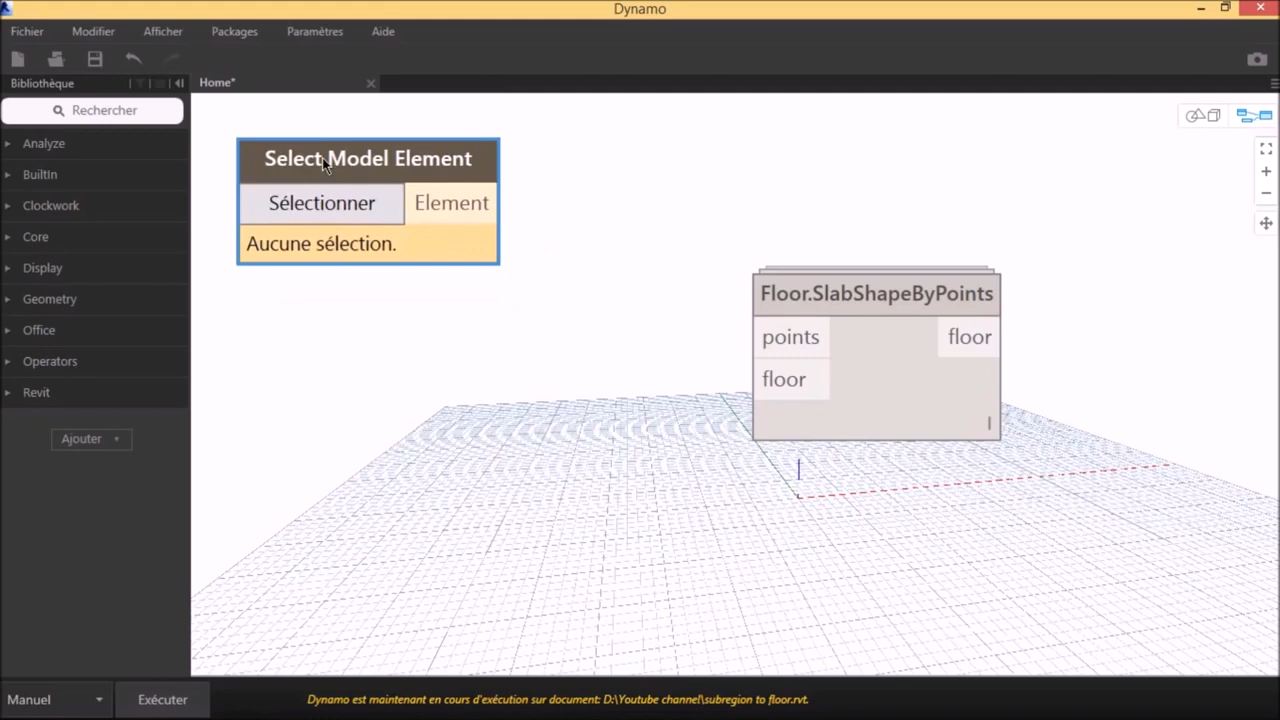 Dynamo
Fichier Modifier Afficher Packages Paramètres Aide
Bibliothèque Home*
Rechercher
Analyze
BuiltIn
Clockwork
Core
Display
Geometry
Office
Operators
Revit
Ajouter
Select Model Element
Sélectionner Element
Aucune sélection.
Floor.SlabShapeByPoints
points floor
floor
l
Manuel Exécuter Dynamo est maintenant en cours d'exécution sur document: D:\Youtube channel\subregion to floor.rvt.